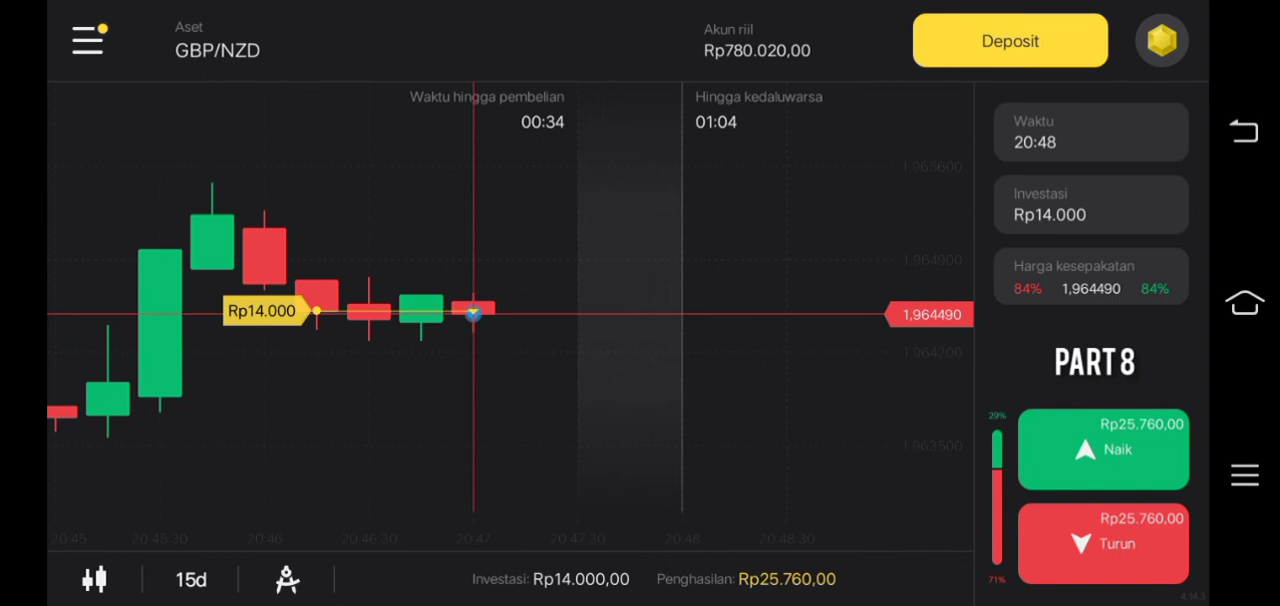 Aset
GBP/NZD
Akun riil
Rp780.020,00
Deposit
Waktu hingga pembelian
00:34
Hingga kedaluwarsa
01:04
1,965600
1,964900
1,964490
1,964200
1,963500
Rp14.000
20:45
20:45:30
20:46
20:46:30
20:47
20:47:30
20:48
20:48:30
Waktu
20:48
Investasi
Rp14.000
Harga kesepakatan
84% 1,964490 84%
PART 8
29%
Rp25.760,00
Naik
Rp25.760,00
Turun
71%
4.14.3
15d
Investasi: Rp14.000,00 Penghasilan: Rp25.760,00